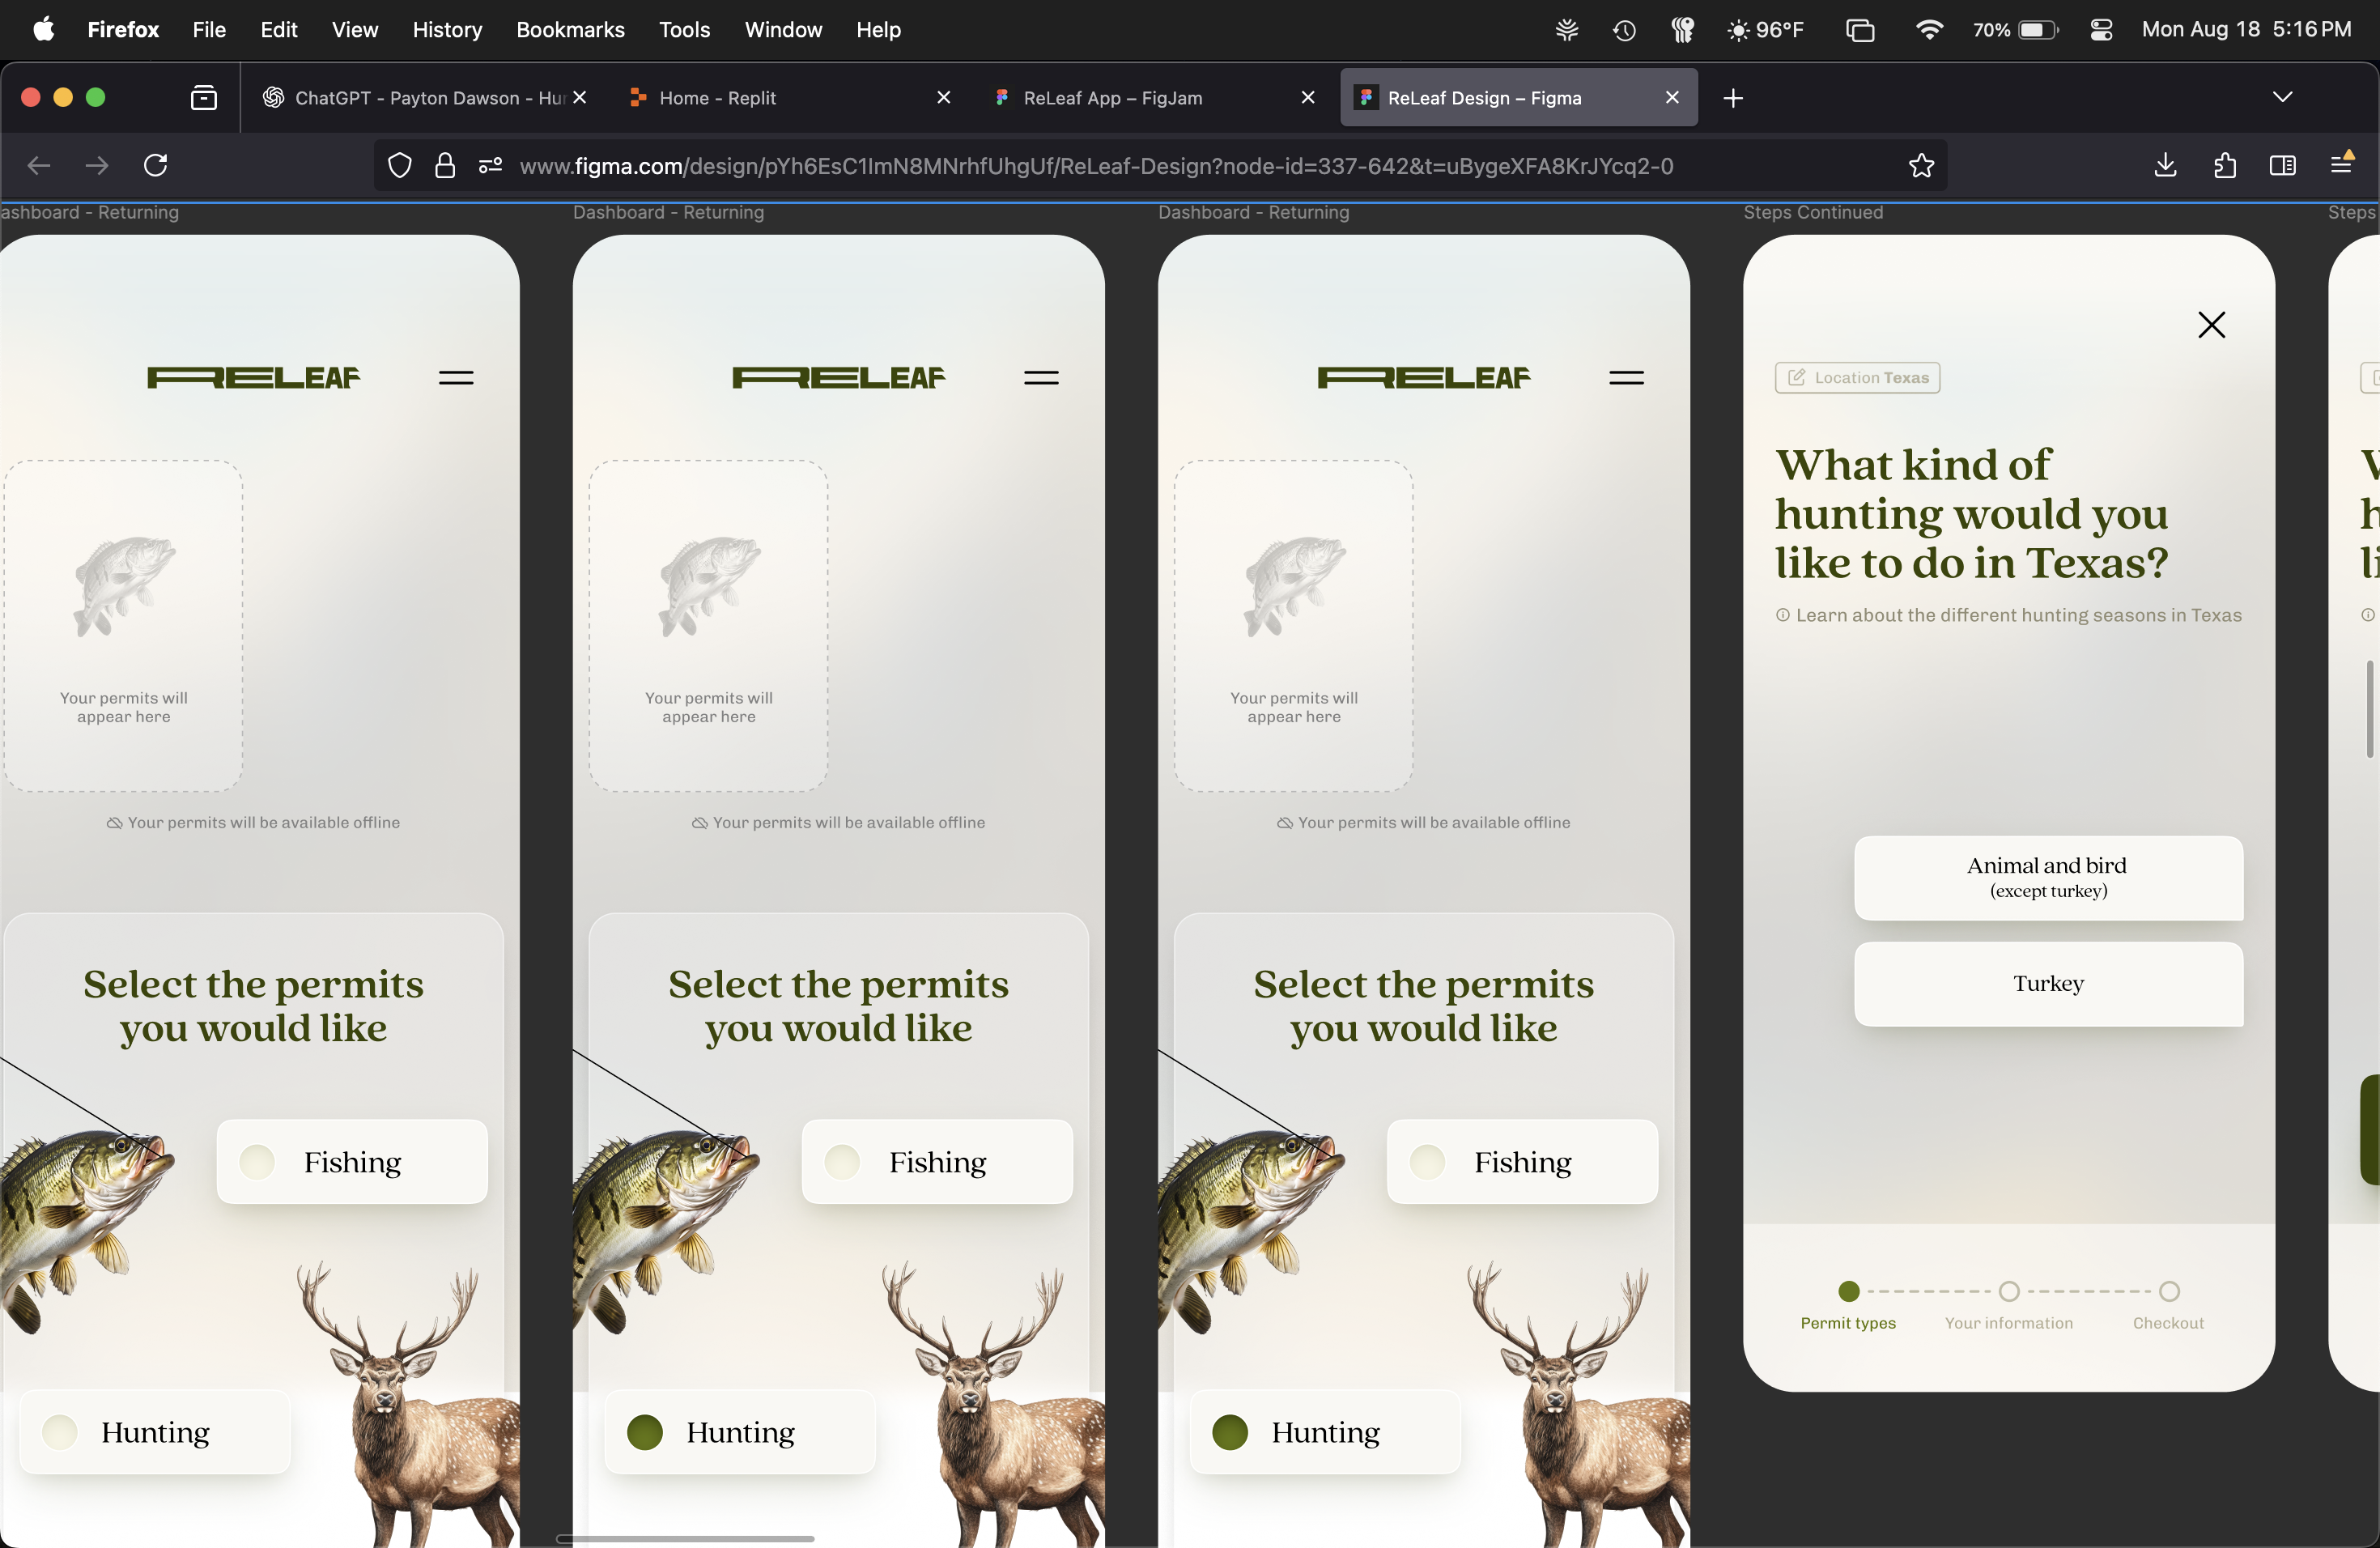 Firefox File Edit View History Bookmarks Tools Window Help 96°F 70% Mon Aug 18 5:16 PM
ChatGPT - Payton Dawson - Hun
Home - Replit
ReLeaf App – FigJam
ReLeaf Design – Figma
www.figma.com/design/pYh6EsC1ImN8MNrhfUhgUf/ReLeaf-Design?node-id=337-642&t=uBygeXFA8KrJYcq2-0
ashboard - Returning
RELEAF
Your permits will
appear here
Your permits will be available offline
Select the permits
you would like
Fishing
Hunting
Dashboard - Returning
RELEAF
Your permits will
appear here
Your permits will be available offline
Select the permits
you would like
Fishing
Hunting
Dashboard - Returning
RELEAF
Your permits will
appear here
Your permits will be available offline
Select the permits
you would like
Fishing
Hunting
Steps Continued
Location Texas
What kind of
hunting would you
like to do in Texas?
Learn about the different hunting seasons in Texas
Animal and bird
(except turkey)
Turkey
Permit types
Your information
Checkout
Steps